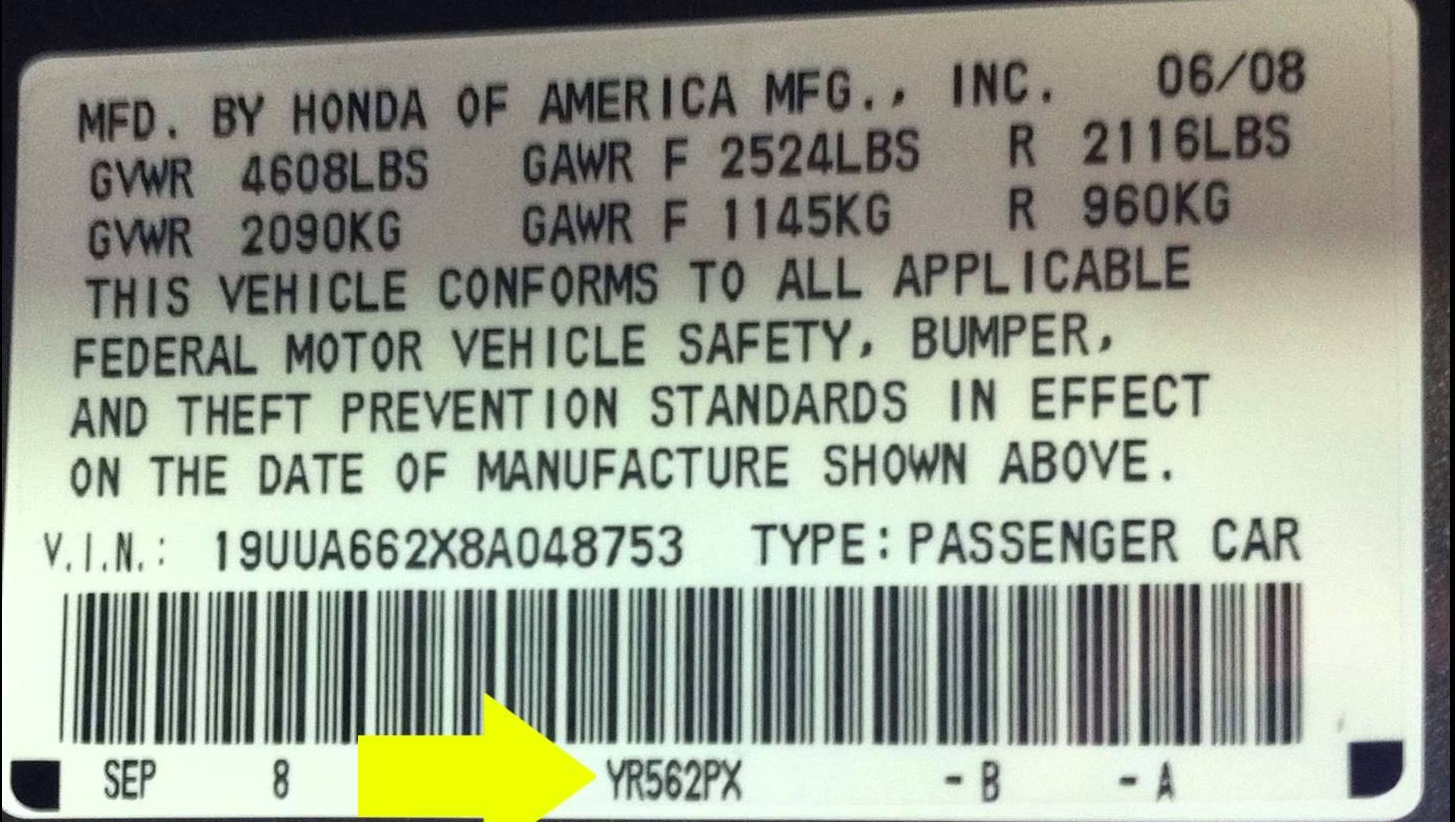 MFD. BY HONDA OF AMERICA MFG., INC. 06/08
GVWR 4608LBS GAWR F 2524LBS R 2116LBS
GVWR 2090KG GAWR F 1145KG R 960KG
THIS VEHICLE CONFORMS TO ALL APPLICABLE
FEDERAL MOTOR VEHICLE SAFETY, BUMPER,
AND THEFT PREVENTION STANDARDS IN EFFECT
ON THE DATE OF MANUFACTURE SHOWN ABOVE.
V.I.N.: 19UUA662X8A048753 TYPE: PASSENGER CAR
SEP 8 YR562PX - B - A